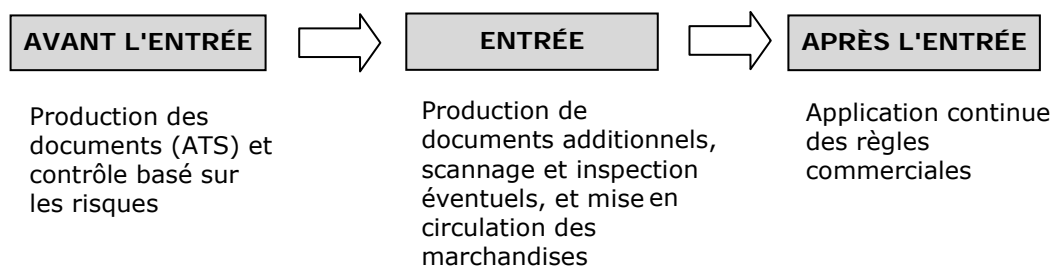 AVANT L'ENTRÉE
Production des
documents (ATS) et
contrôle basé sur
les risques
ENTRÉE
Production de
documents additionnels,
scannage et inspection
éventuels, et mise en
circulation des
marchandises
APRÈS L'ENTRÉE
Application continue
des règles
commerciales